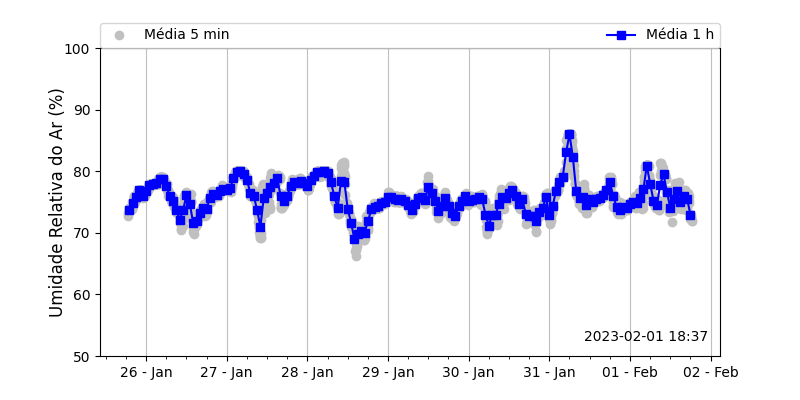 Média 5 min
Média 1 h
100
90
80
70
60
50
Umidade Relativa do Ar (%)
2023-02-01 18:37
26 - Jan
27 - Jan
28 - Jan
29 - Jan
30 - Jan
31 - Jan
01 - Feb
02 - Feb